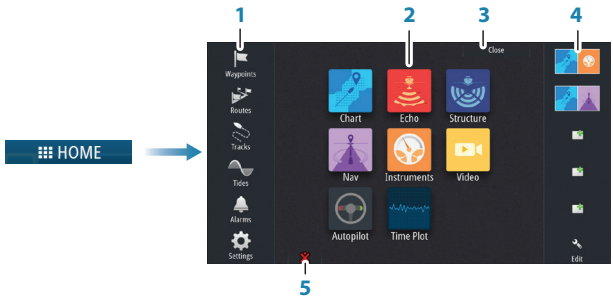 1 2 3 4
Close
Waypoints
Routes
Tracks
Tides
Alarms
Settings
HOME
Chart Echo Structure
Nav Instruments Video
Autopilot Time Plot
Edit
5